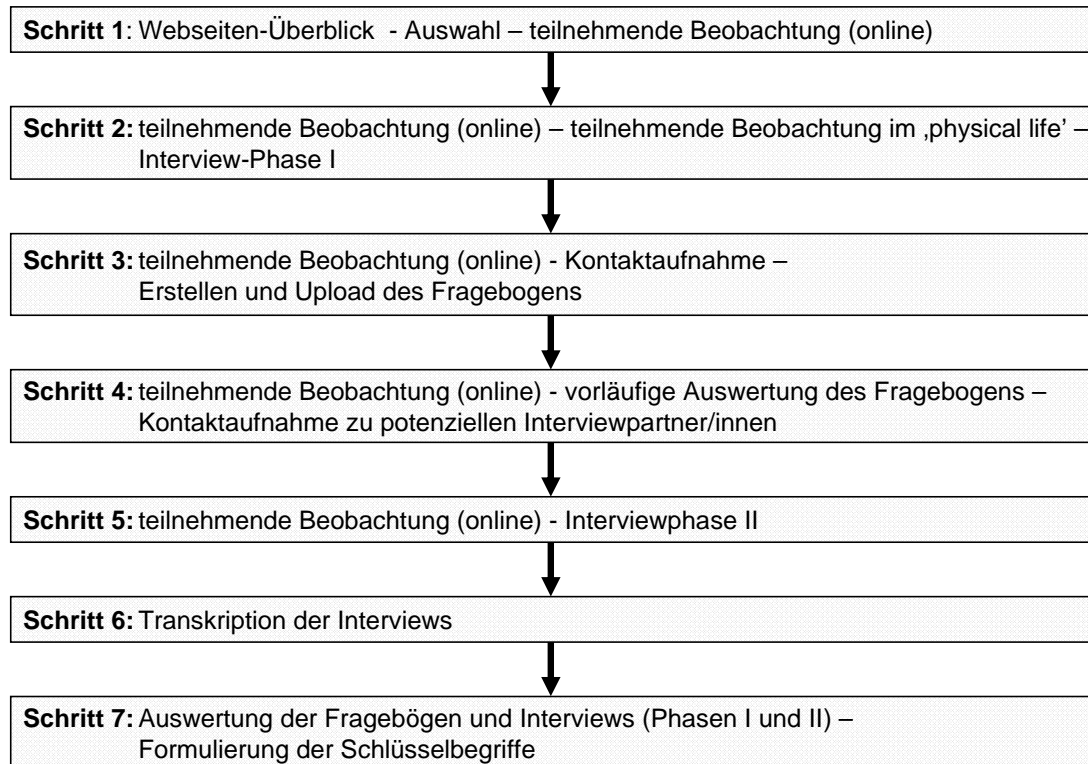 Schritt 1: Webseiten-Überblick - Auswahl – teilnehmende Beobachtung (online)
Schritt 2: teilnehmende Beobachtung (online) – teilnehmende Beobachtung im ‚physical life’ –
Interview-Phase I
Schritt 3: teilnehmende Beobachtung (online) - Kontaktaufnahme –
Erstellen und Upload des Fragebogens
Schritt 4: teilnehmende Beobachtung (online) - vorläufige Auswertung des Fragebogens –
Kontaktaufnahme zu potenziellen Interviewpartner/innen
Schritt 5: teilnehmende Beobachtung (online) - Interviewphase II
Schritt 6: Transkription der Interviews
Schritt 7: Auswertung der Fragebögen und Interviews (Phasen I und II) –
Formulierung der Schlüsselbegriffe